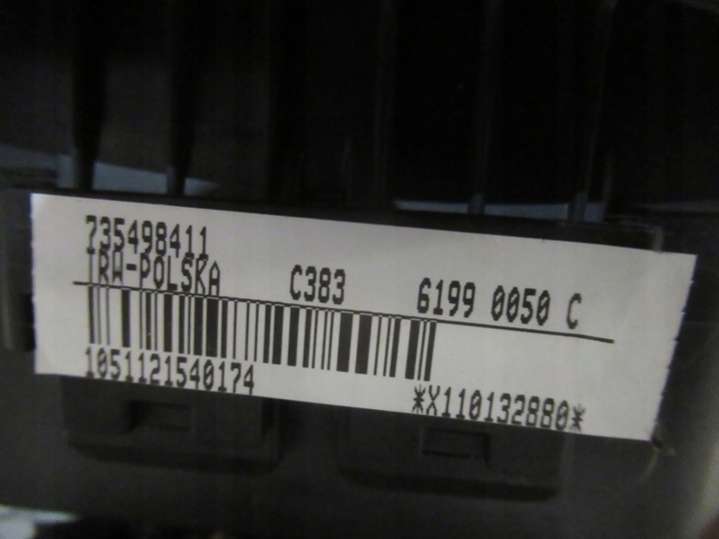 735498411
TRW-POLSKA C383 6199 0050 C
1051121540174 *X110132880*